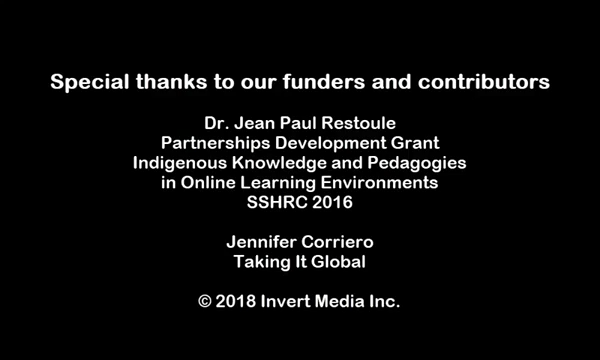 Special thanks to our funders and contributors
Dr. Jean Paul Restoule
Partnerships Development Grant
Indigenous Knowledge and Pedagogies
in Online Learning Environments
SSHRC 2016
Jennifer Corriero
Taking It Global
© 2018 Invert Media Inc.